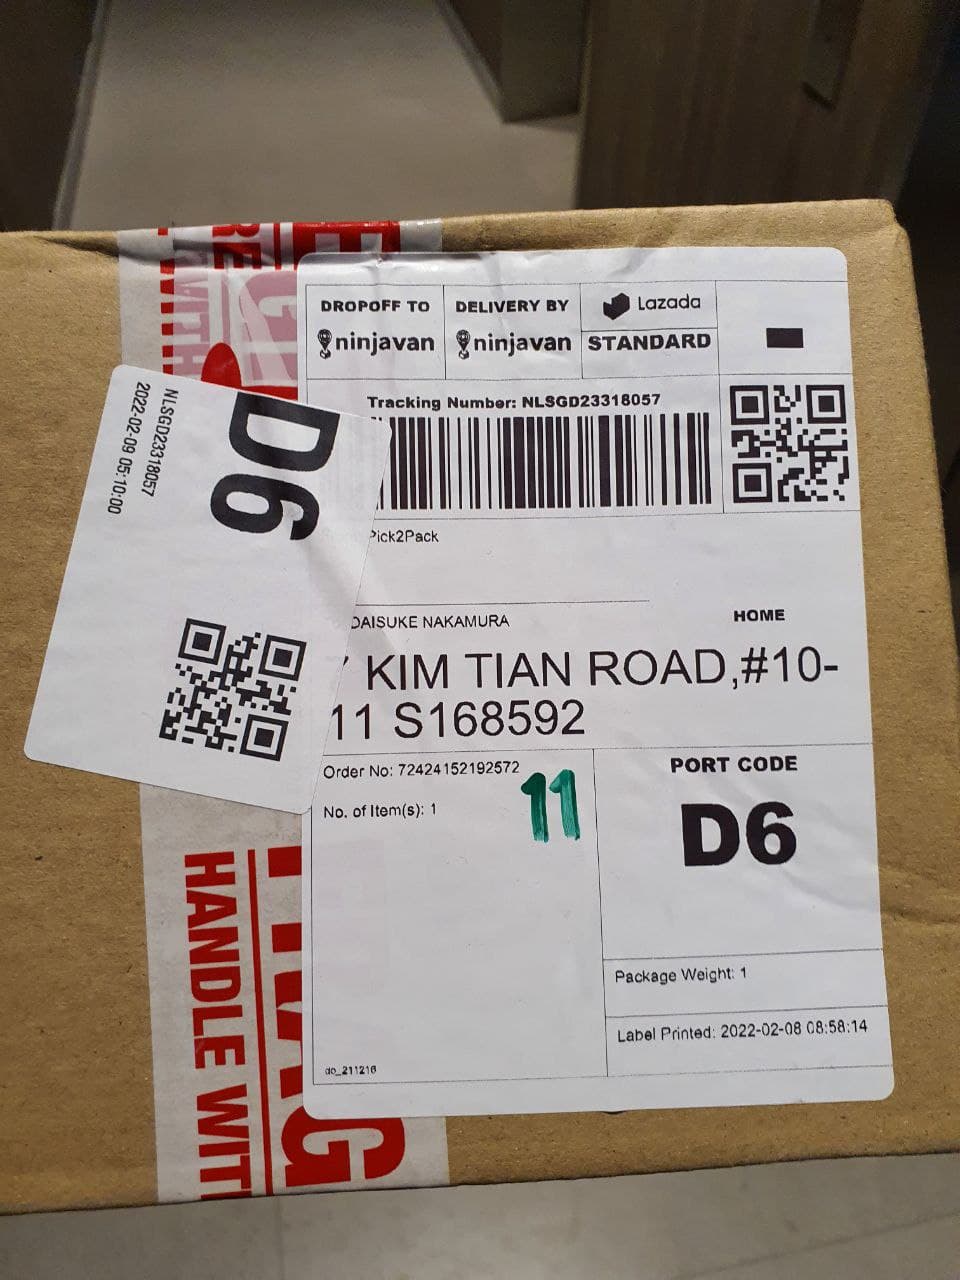 DROPOFF TO
ninjavan
DELIVERY BY
ninjavan
Lazada
STANDARD
Tracking Number: NLSGD23318057
Pick2Pack
DAISUKE NAKAMURA
HOME
KIM TIAN ROAD,#10-
11 S168592
Order No: 72424152192572
No. of Item(s): 1
11
PORT CODE
D6
Package Weight: 1
Label Printed: 2022-02-08 08:58:14
do_211216
D6
NLSGD23318057
2022-02-09 05:10:00
HANDLE WITH